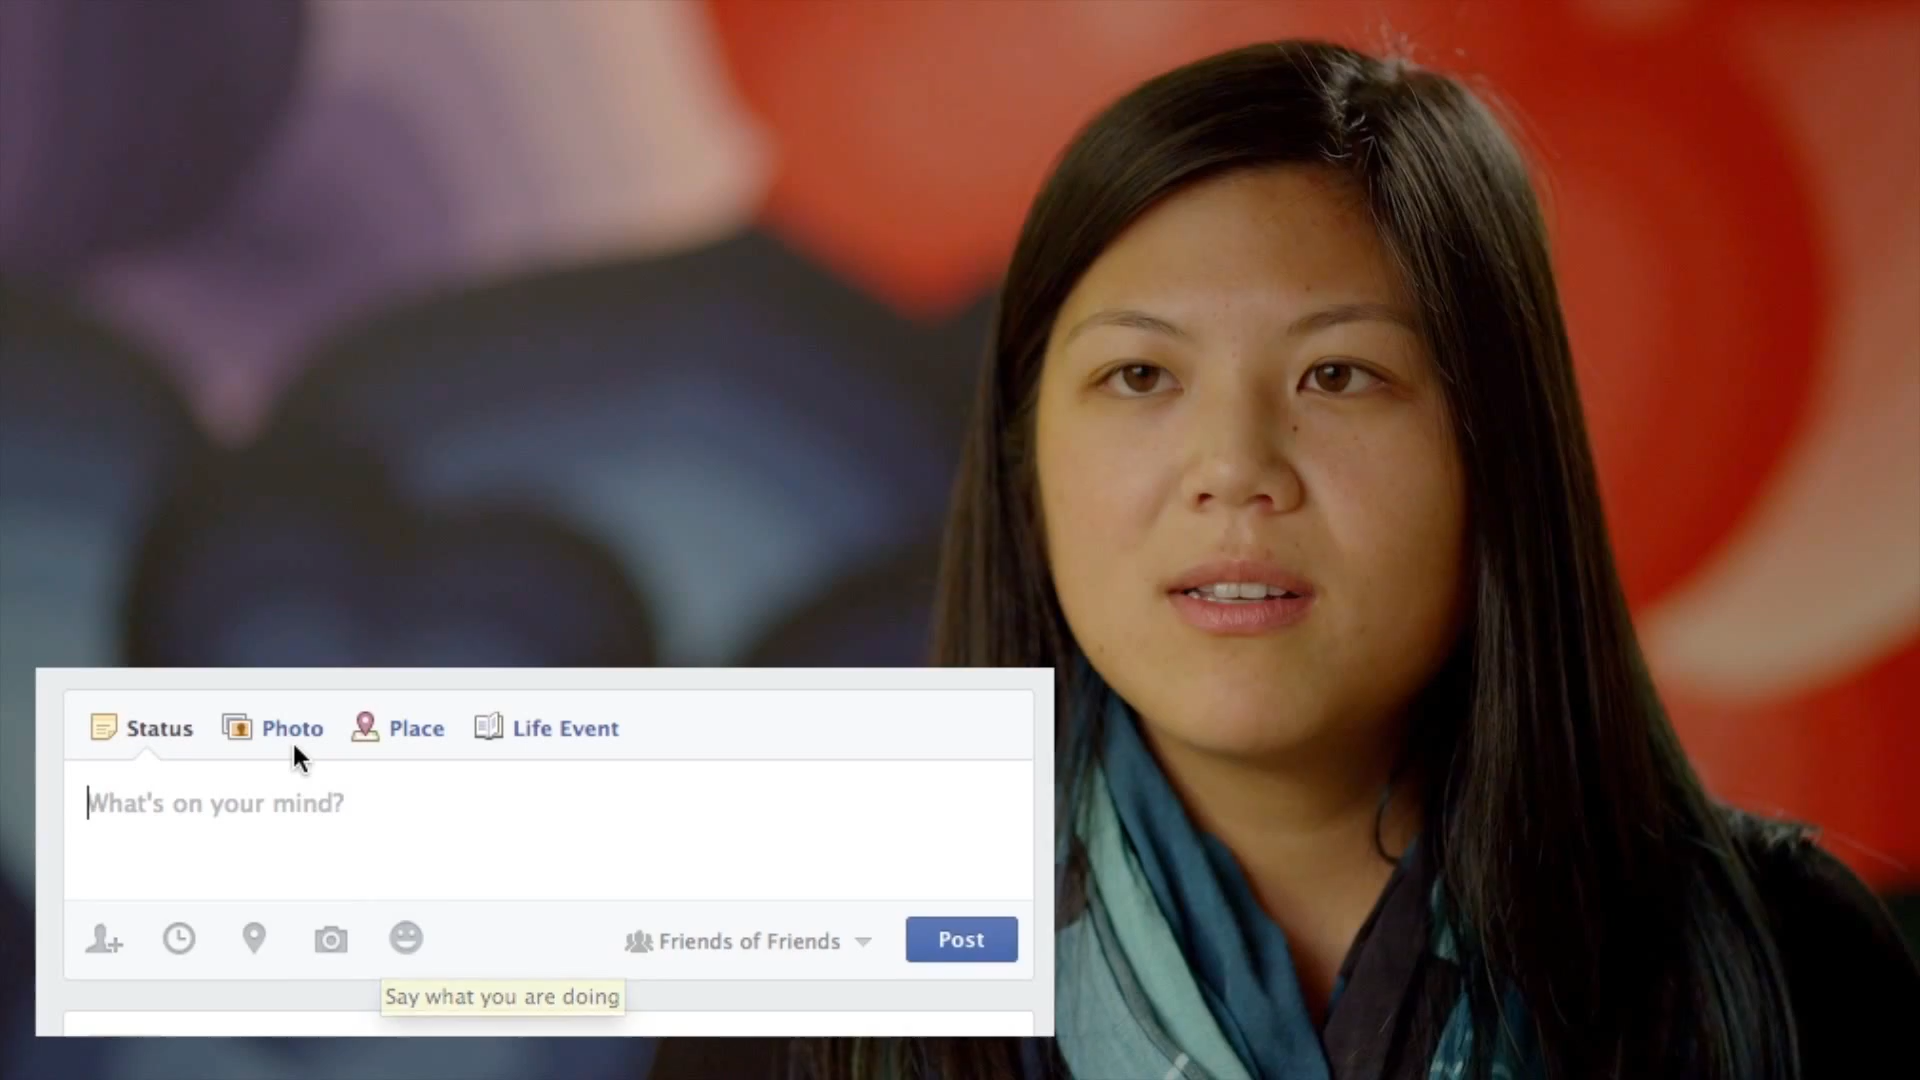 Status Photo Place Life Event
What's on your mind?
Friends of Friends Post
Say what you are doing